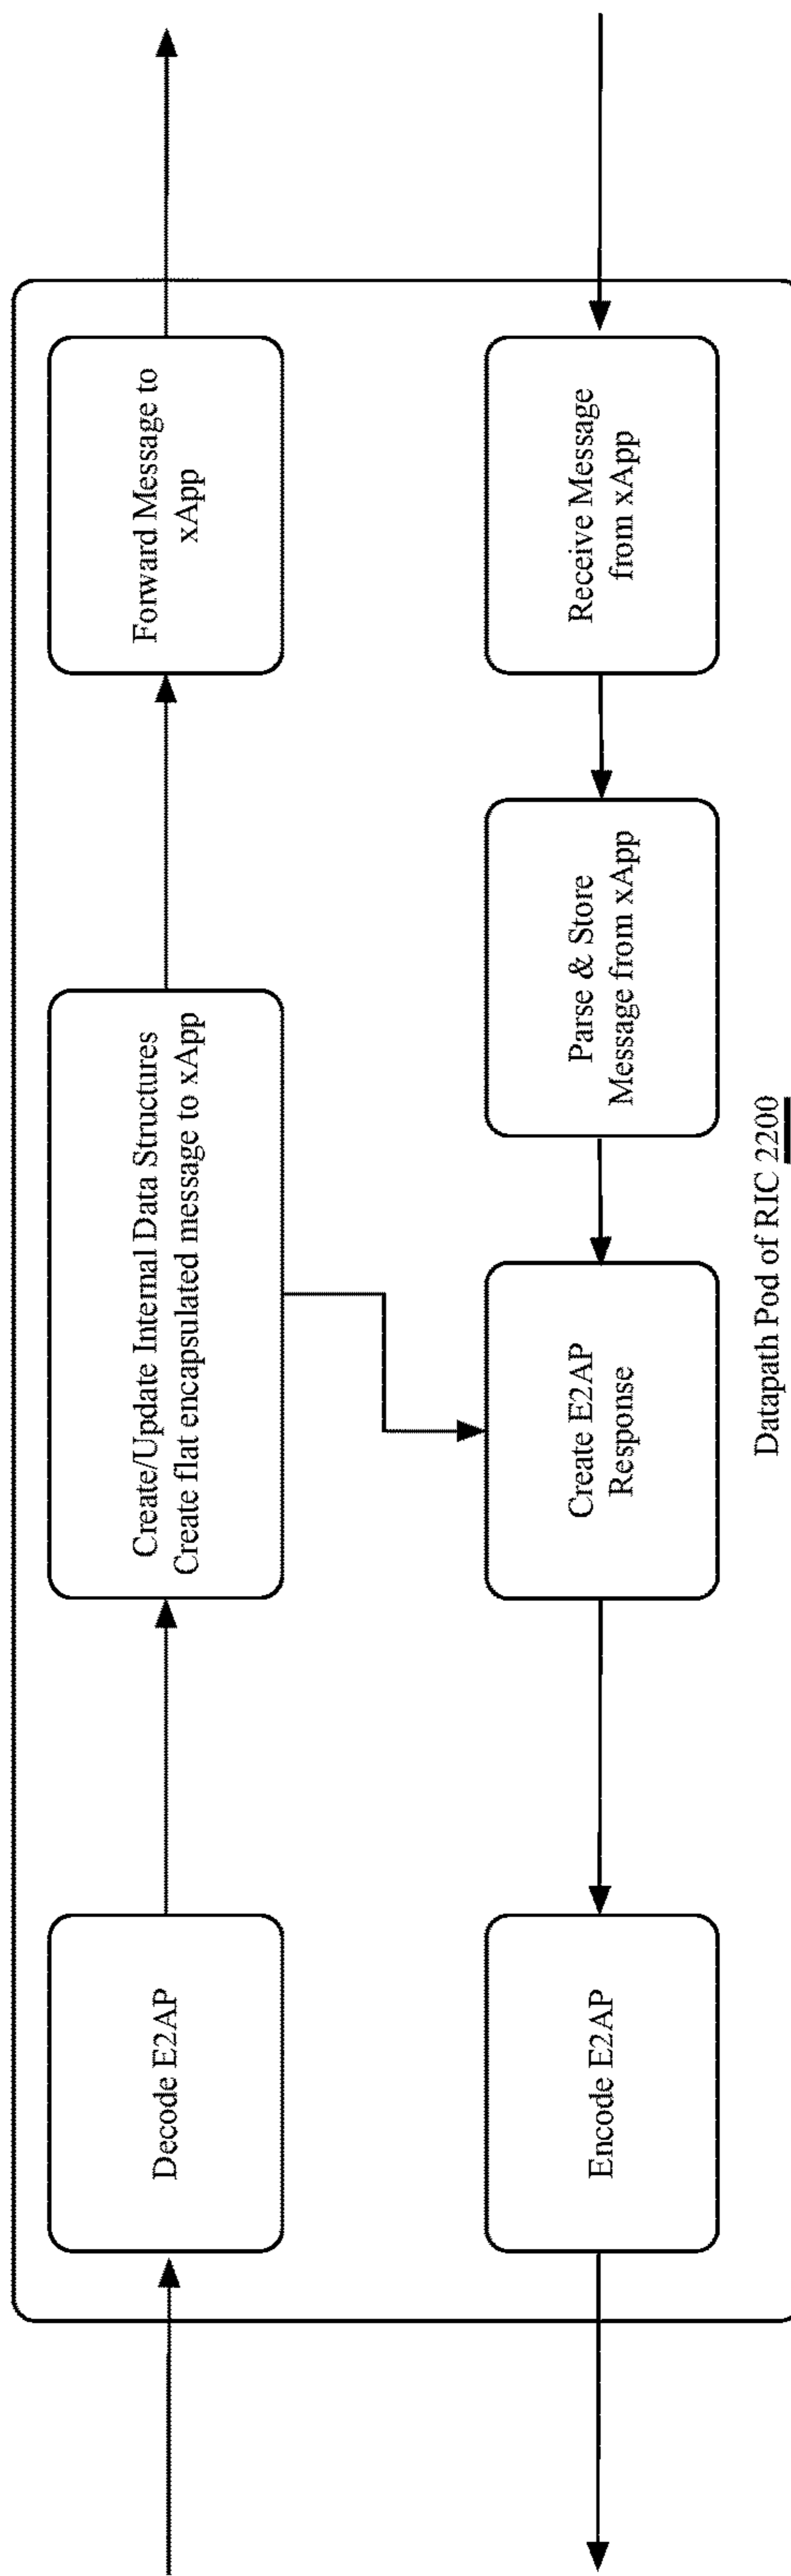 Decode E2AP
Create/Update Internal Data Structures
Create flat encapsulated message to xApp
Forward Message to
xApp
Encode E2AP
Create E2AP
Response
Parse & Store
Message from xApp
Receive Message
from xApp
Datapath Pod of RIC 2200